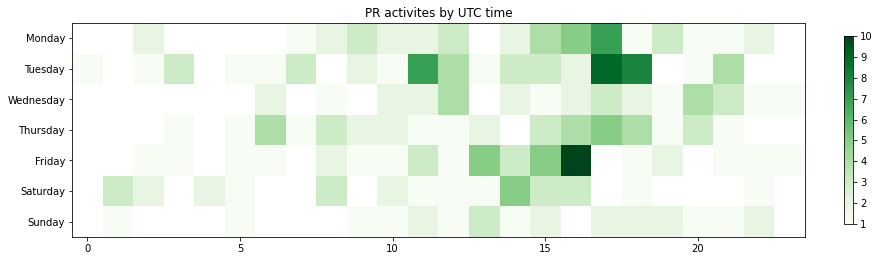 PR activites by UTC time
Monday
Tuesday
Wednesday
Thursday
Friday
Saturday
Sunday
0 5 10 15 20
10
9
8
7
6
5
4
3
2
1